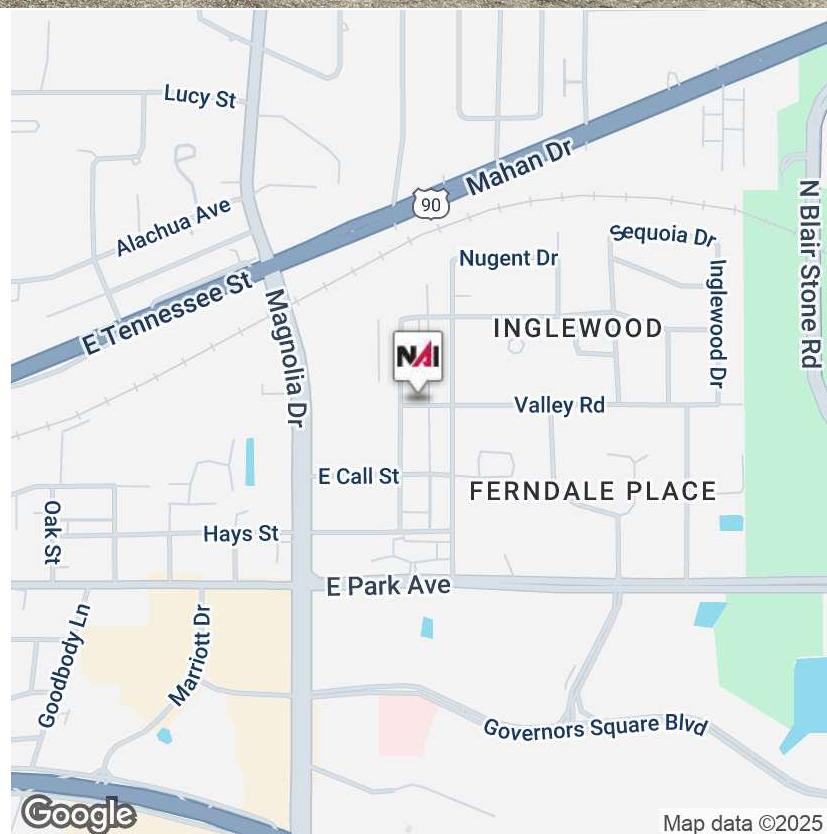 Lucy St
Mahan Dr
90
Alachua Ave
N Blair Stone Rd
Sequoia Dr
Nugent Dr
Inglewood Dr
E Tennessee St
Magnolia Dr
INGLEWOOD
NAI
Valley Rd
E Call St
FERNDALE PLACE
Oak St
Hays St
E Park Ave
Goodbody Ln
Marriott Dr
Governors Square Blvd
Google
Map data ©2025